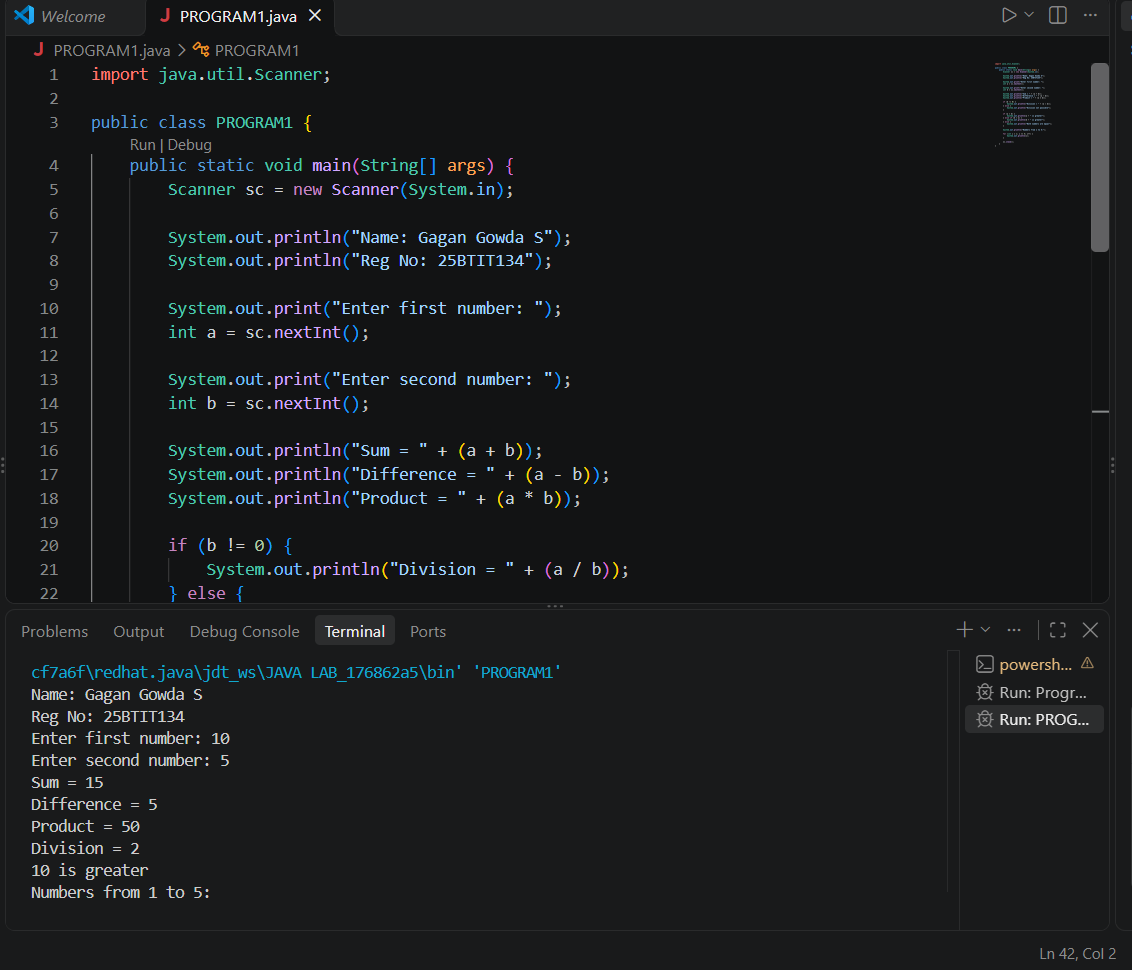 Welcome
J PROGRAM1.java
J PROGRAM1.java > PROGRAM1
1 import java.util.Scanner;
2
3 public class PROGRAM1 {
Run | Debug
4 public static void main(String[] args) {
5 Scanner sc = new Scanner(System.in);
6
7 System.out.println("Name: Gagan Gowda S");
8 System.out.println("Reg No: 25BTIT134");
9
10 System.out.print("Enter first number: ");
11 int a = sc.nextInt();
12
13 System.out.print("Enter second number: ");
14 int b = sc.nextInt();
15
16 System.out.println("Sum = " + (a + b));
17 System.out.println("Difference = " + (a - b));
18 System.out.println("Product = " + (a * b));
19
20 if (b != 0) {
21 System.out.println("Division = " + (a / b));
22 } else {
Problems Output Debug Console Terminal Ports
cf7a6f\redhat.java\jdt_ws\JAVA LAB_176862a5\bin' 'PROGRAM1'
Name: Gagan Gowda S
Reg No: 25BTIT134
Enter first number: 10
Enter second number: 5
Sum = 15
Difference = 5
Product = 50
Division = 2
10 is greater
Numbers from 1 to 5:
powersh...
Run: Progr...
Run: PROG...
Ln 42, Col 2